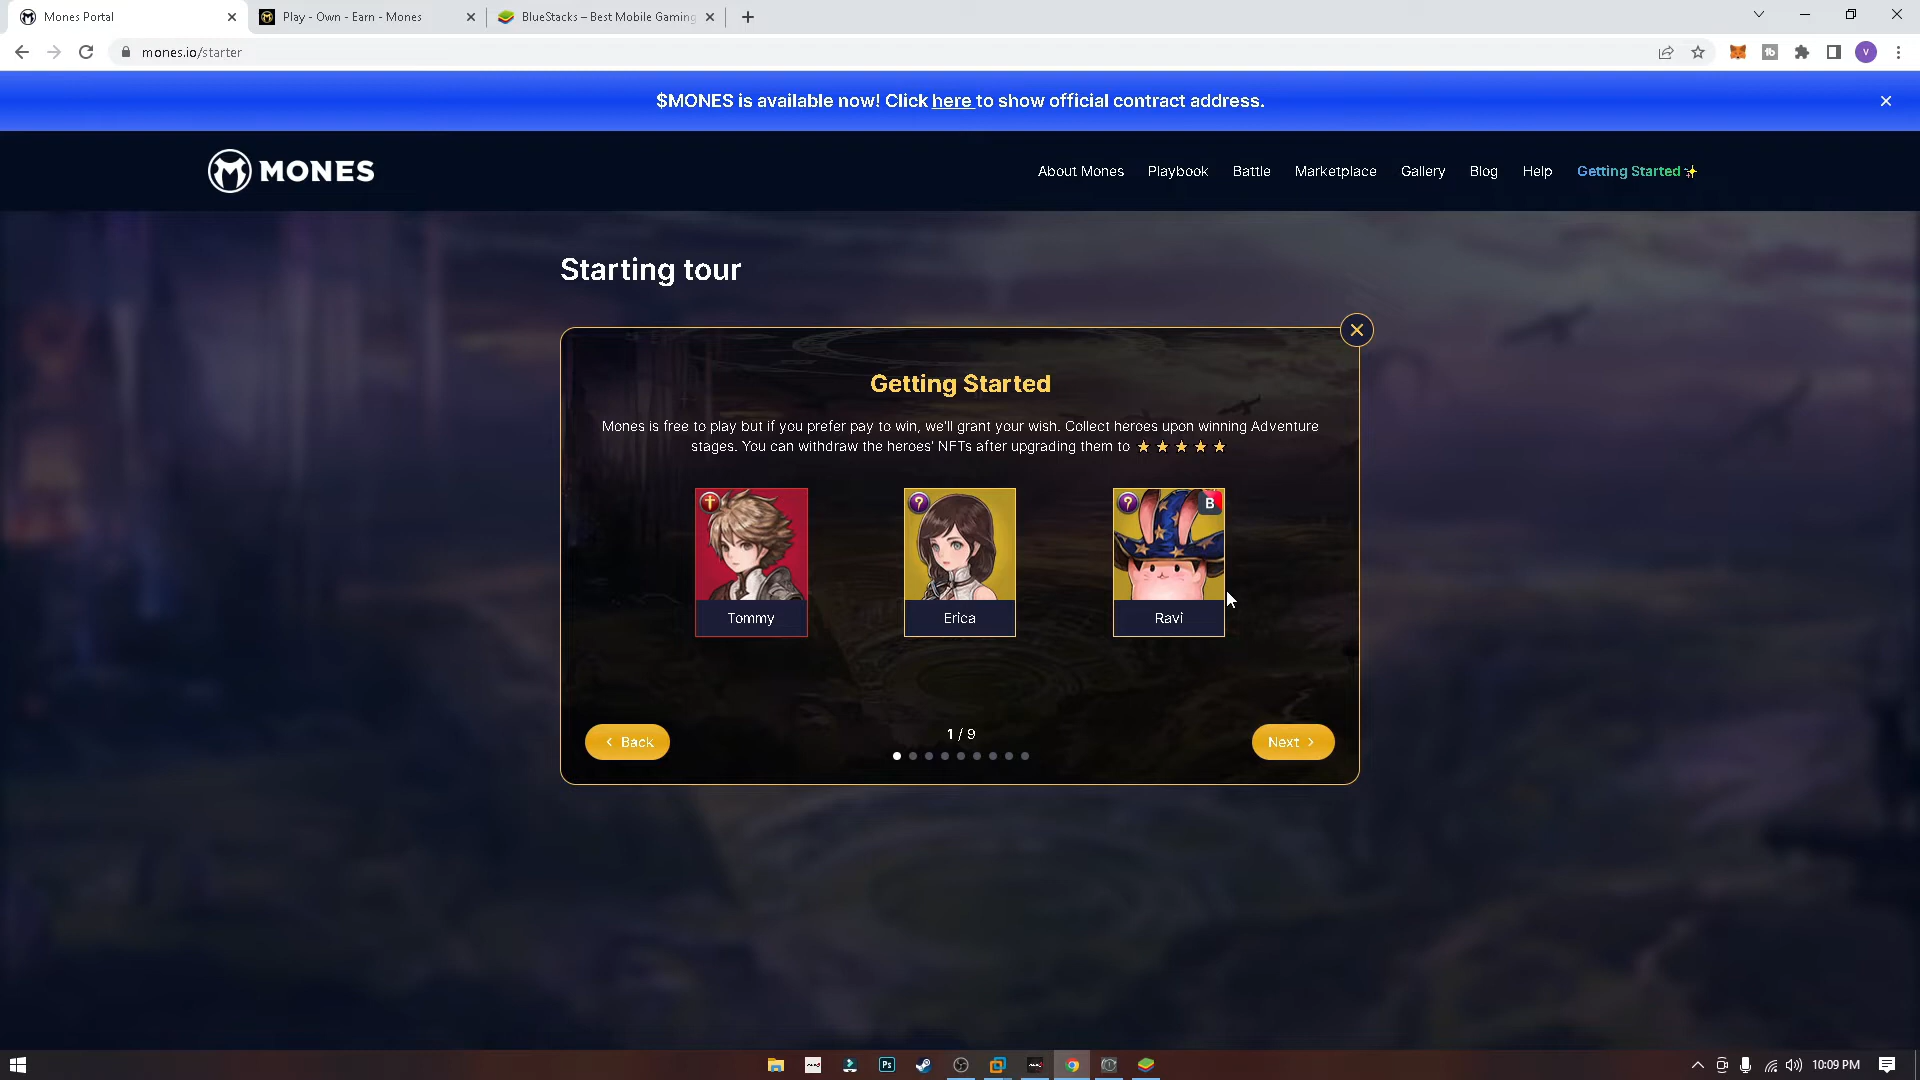 Mones Portal
Play - Own - Earn - Mones
BlueStacks – Best Mobile Gaming
mones.io/starter
V
$MONES is available now! Click here to show official contract address.
MONES
About Mones
Playbook
Battle
Marketplace
Gallery
Blog
Help
Getting Started
Starting tour
Getting Started
Mones is free to play but if you prefer pay to win, we'll grant your wish. Collect heroes upon winning Adventure
stages. You can withdraw the heroes' NFTs after upgrading them to
?
?
B
Tommy
Erica
Ravi
Back
1 / 9
Next
Ps
10:09 PM